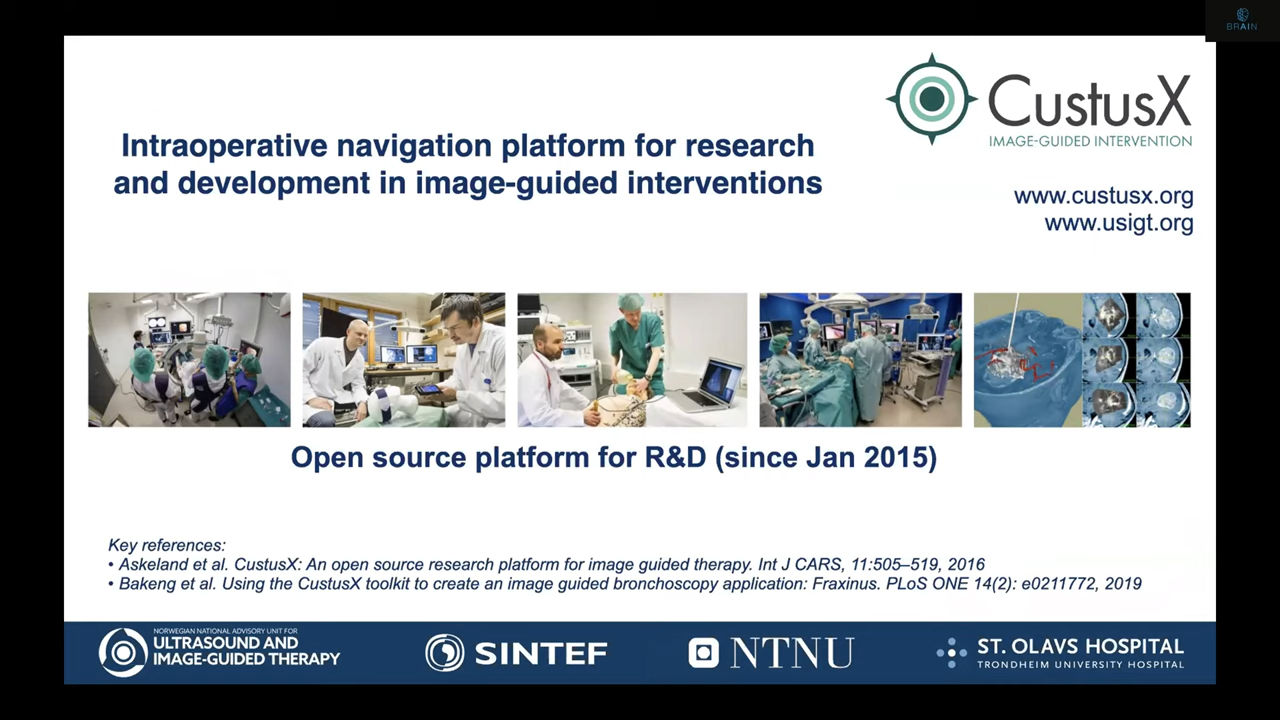 BRAIN
CustusX
IMAGE-GUIDED INTERVENTION
Intraoperative navigation platform for research
and development in image-guided interventions
www.custusx.org
www.usigt.org
Open source platform for R&D (since Jan 2015)
Key references:
• Askeland et al. CustusX: An open source research platform for image guided therapy. Int J CARS, 11:505–519, 2016
• Bakeng et al. Using the CustusX toolkit to create an image guided bronchoscopy application: Fraxinus. PLoS ONE 14(2): e0211772, 2019
NORWEGIAN NATIONAL ADVISORY UNIT FOR
ULTRASOUND AND
IMAGE-GUIDED THERAPY
SINTEF
NTNU
ST. OLAVS HOSPITAL
TRONDHEIM UNIVERSITY HOSPITAL